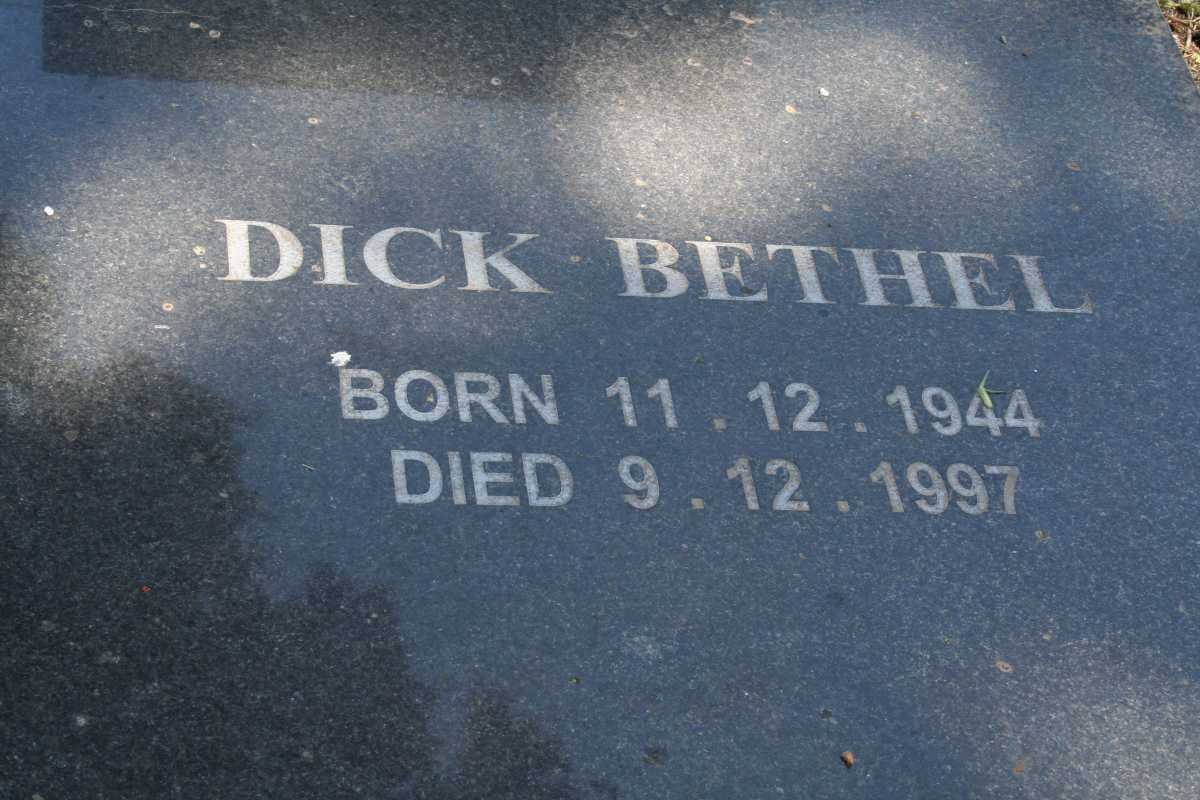 DICK BETHEL
BORN 11 . 12 . 1944
DIED 9 . 12 . 1997